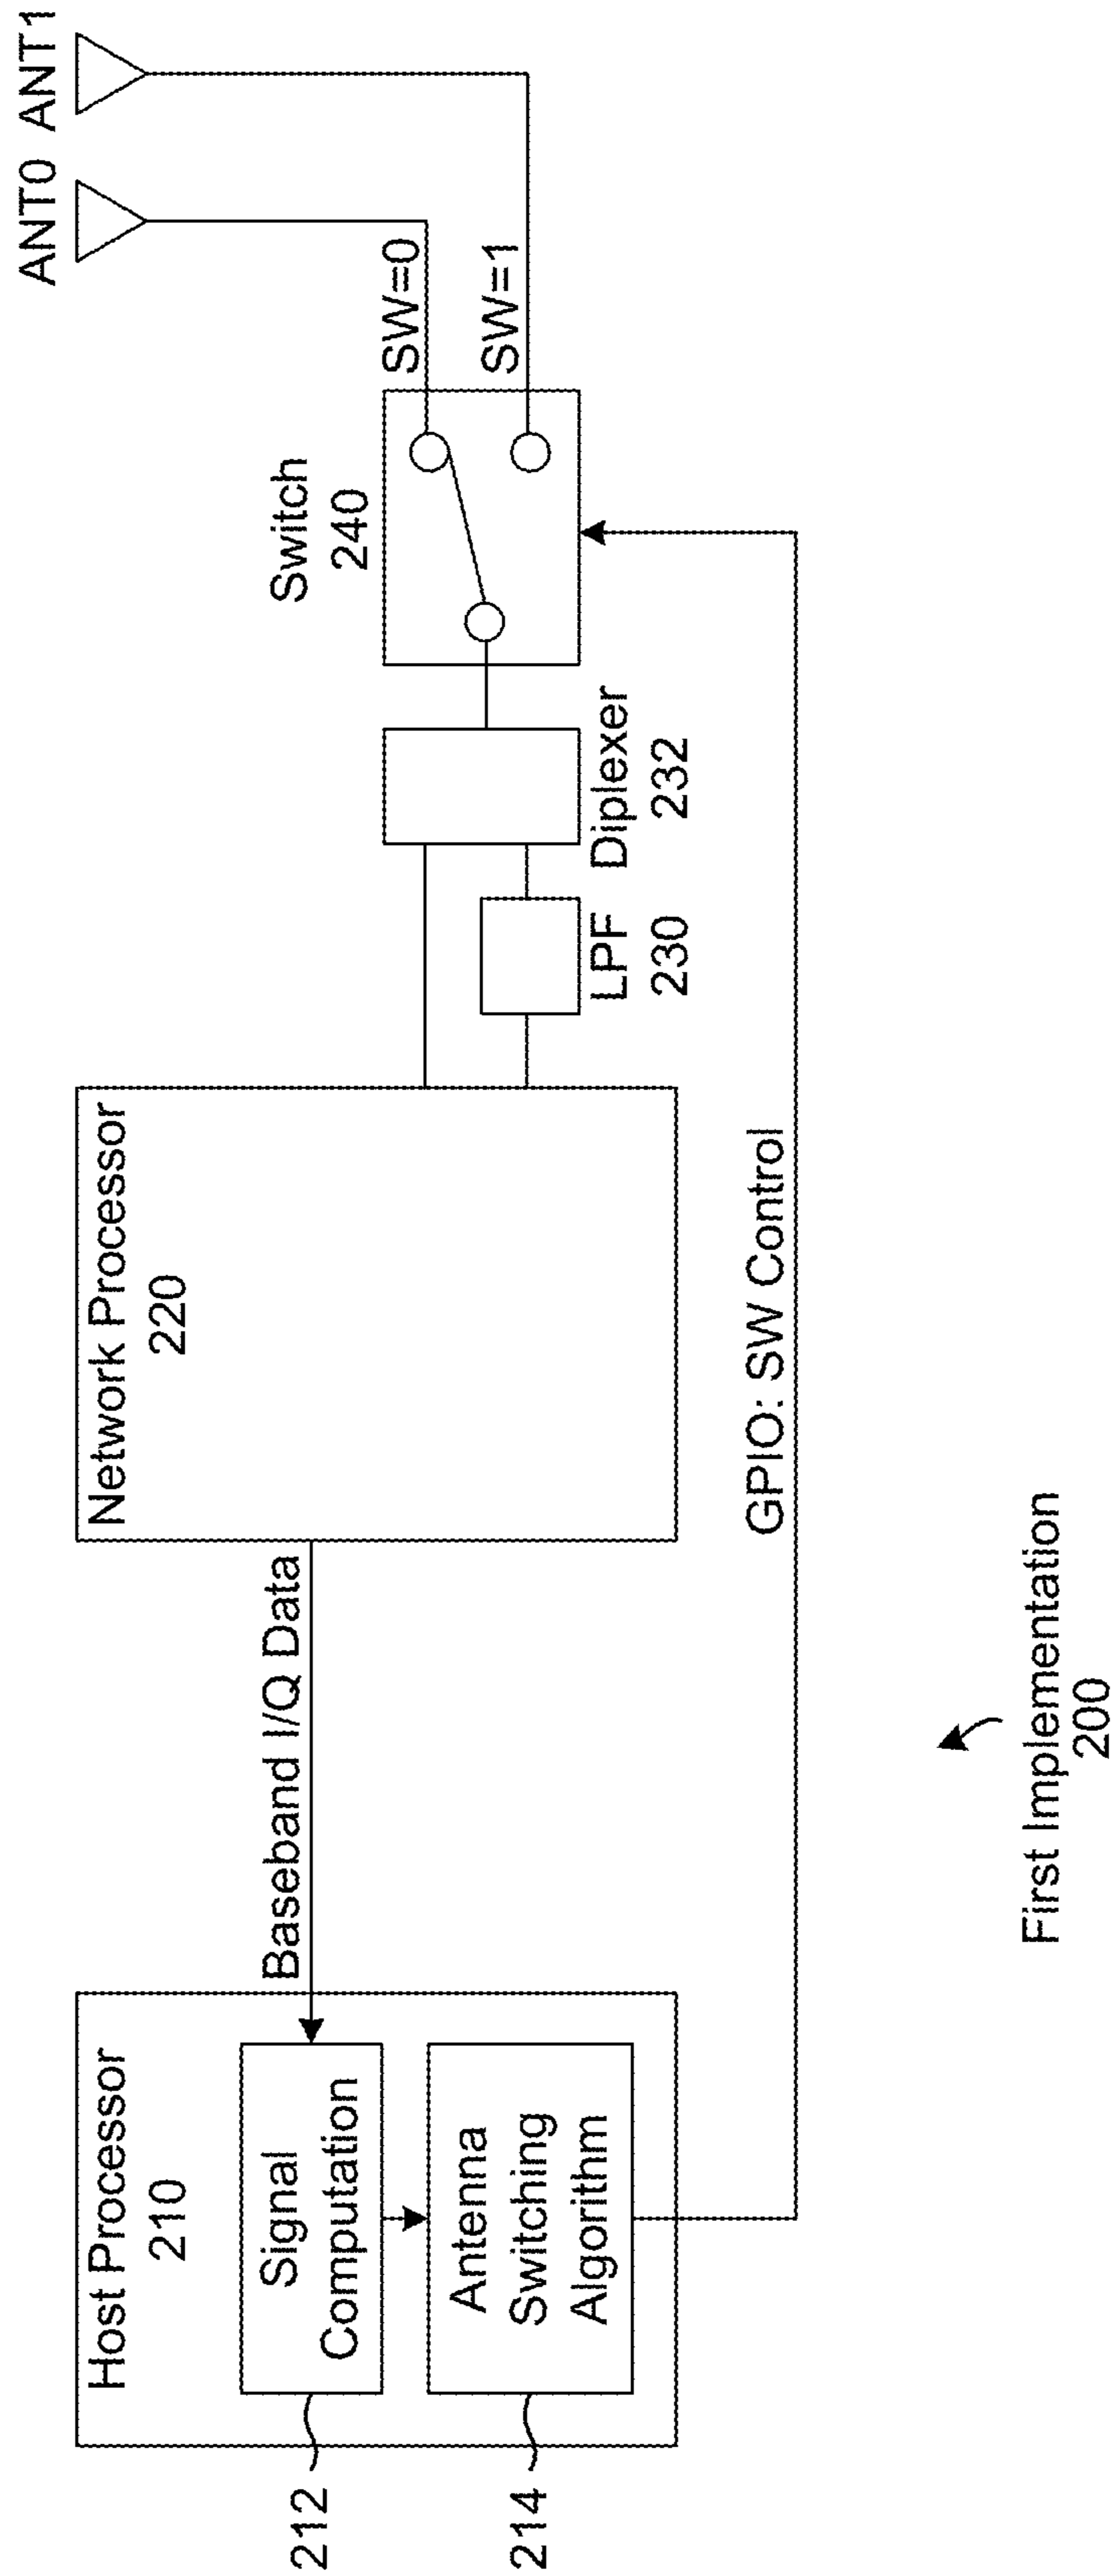 Host Processor
210
Signal
Computation
212
Antenna
Switching
Algorithm
214
Baseband I/Q Data
Network Processor
220
LPF
230
Diplexer
232
Switch
240
SW=0
SW=1
ANT0 ANT1
GPIO: SW Control
First Implementation
200